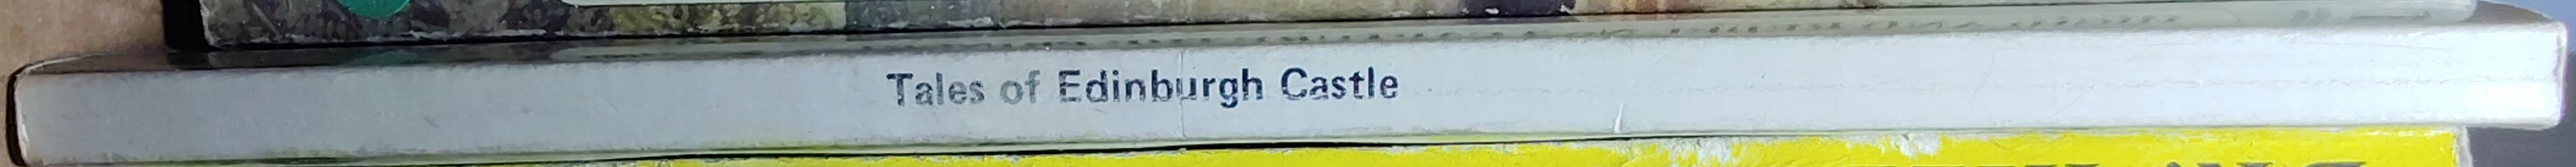 Tales of Edinburgh Castle